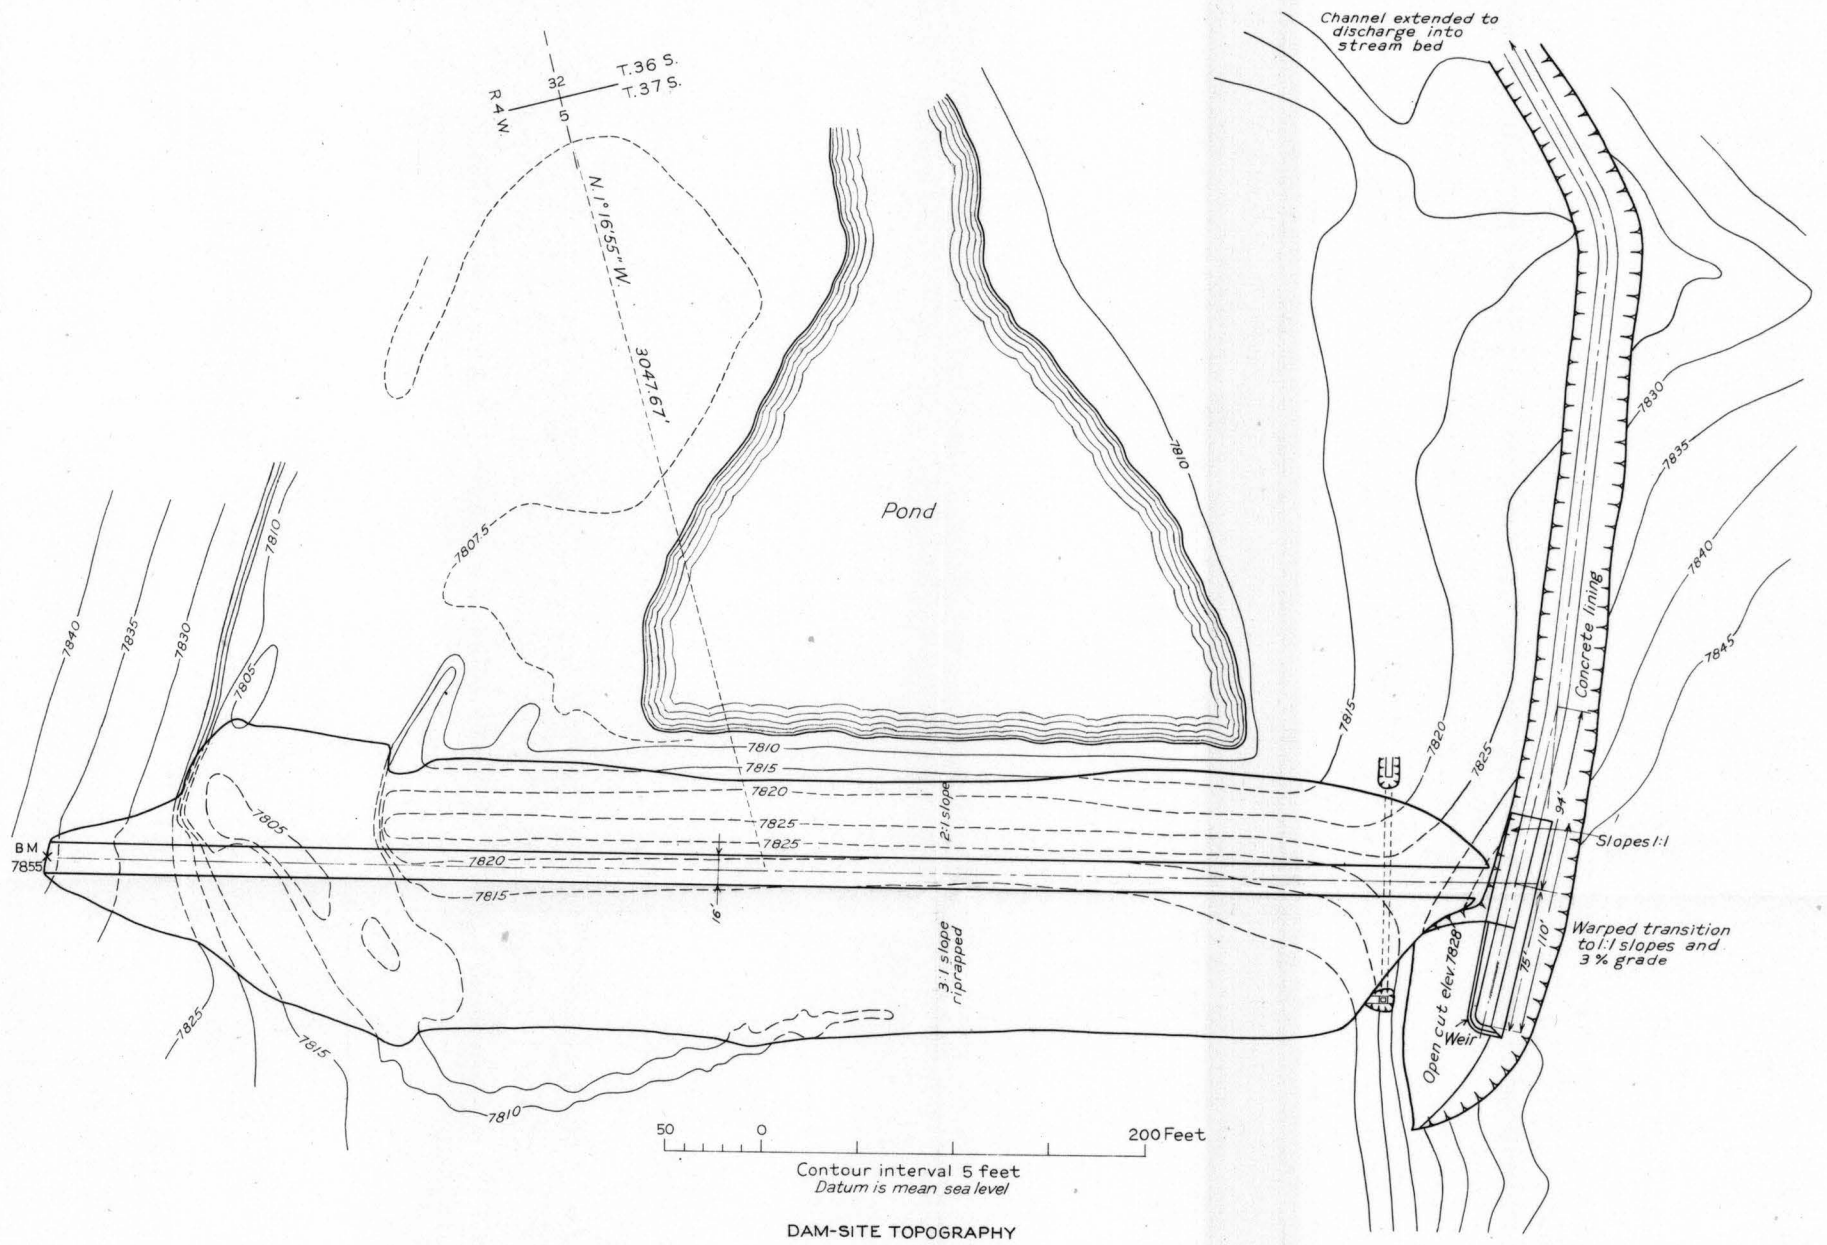 Channel extended to
discharge into
stream bed
T.36 S.
32
T.37 S.
R 4 W.
5
N. 1° 16' 55" W.
3047.67'
7810
7830
7835
7840
7845
Pond
7807.5
7810
7840
7835
7830
7805
Concrete lining
7815
7820
7825
7810
7815
7820
7825
7825
7820
7815
2:1 slope
7805
BM
7855
16
94'
Slopes 1:1
Warped transition
to 1:1 slopes and
3% grade
75'
110'
3:1 slope
riprapped
Open cut elev. 7828
Weir
7825
7815
7810
50 0 200 Feet
Contour interval 5 feet
Datum is mean sea level
DAM-SITE TOPOGRAPHY